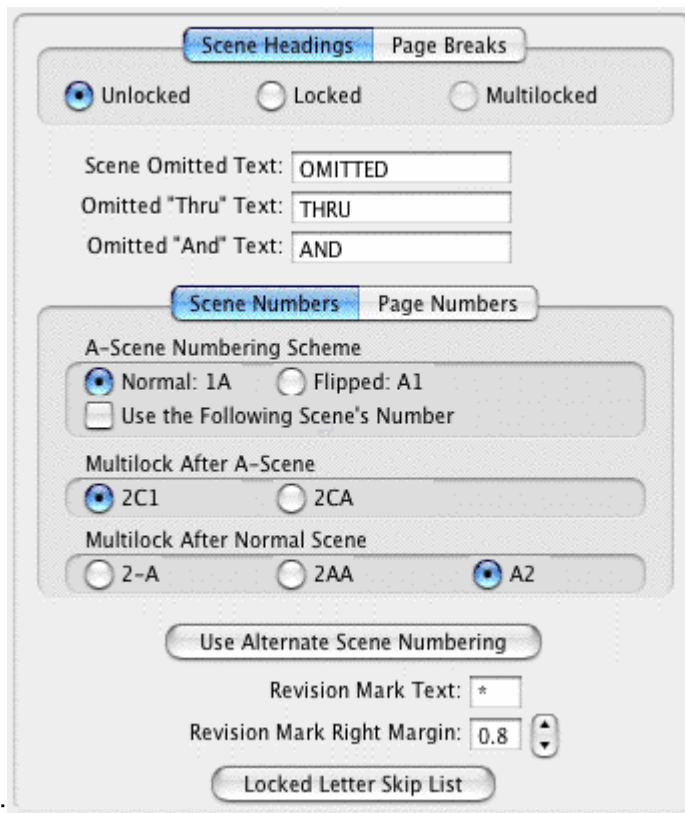 Scene Headings Page Breaks
Unlocked Locked Multilocked
Scene Omitted Text: OMITTED
Omitted "Thru" Text: THRU
Omitted "And" Text: AND
Scene Numbers Page Numbers
A-Scene Numbering Scheme
Normal: 1A Flipped: A1
Use the Following Scene's Number
Multilock After A-Scene
2C1 2CA
Multilock After Normal Scene
2-A 2AA A2
Use Alternate Scene Numbering
Revision Mark Text: *
Revision Mark Right Margin: 0.8
Locked Letter Skip List
.